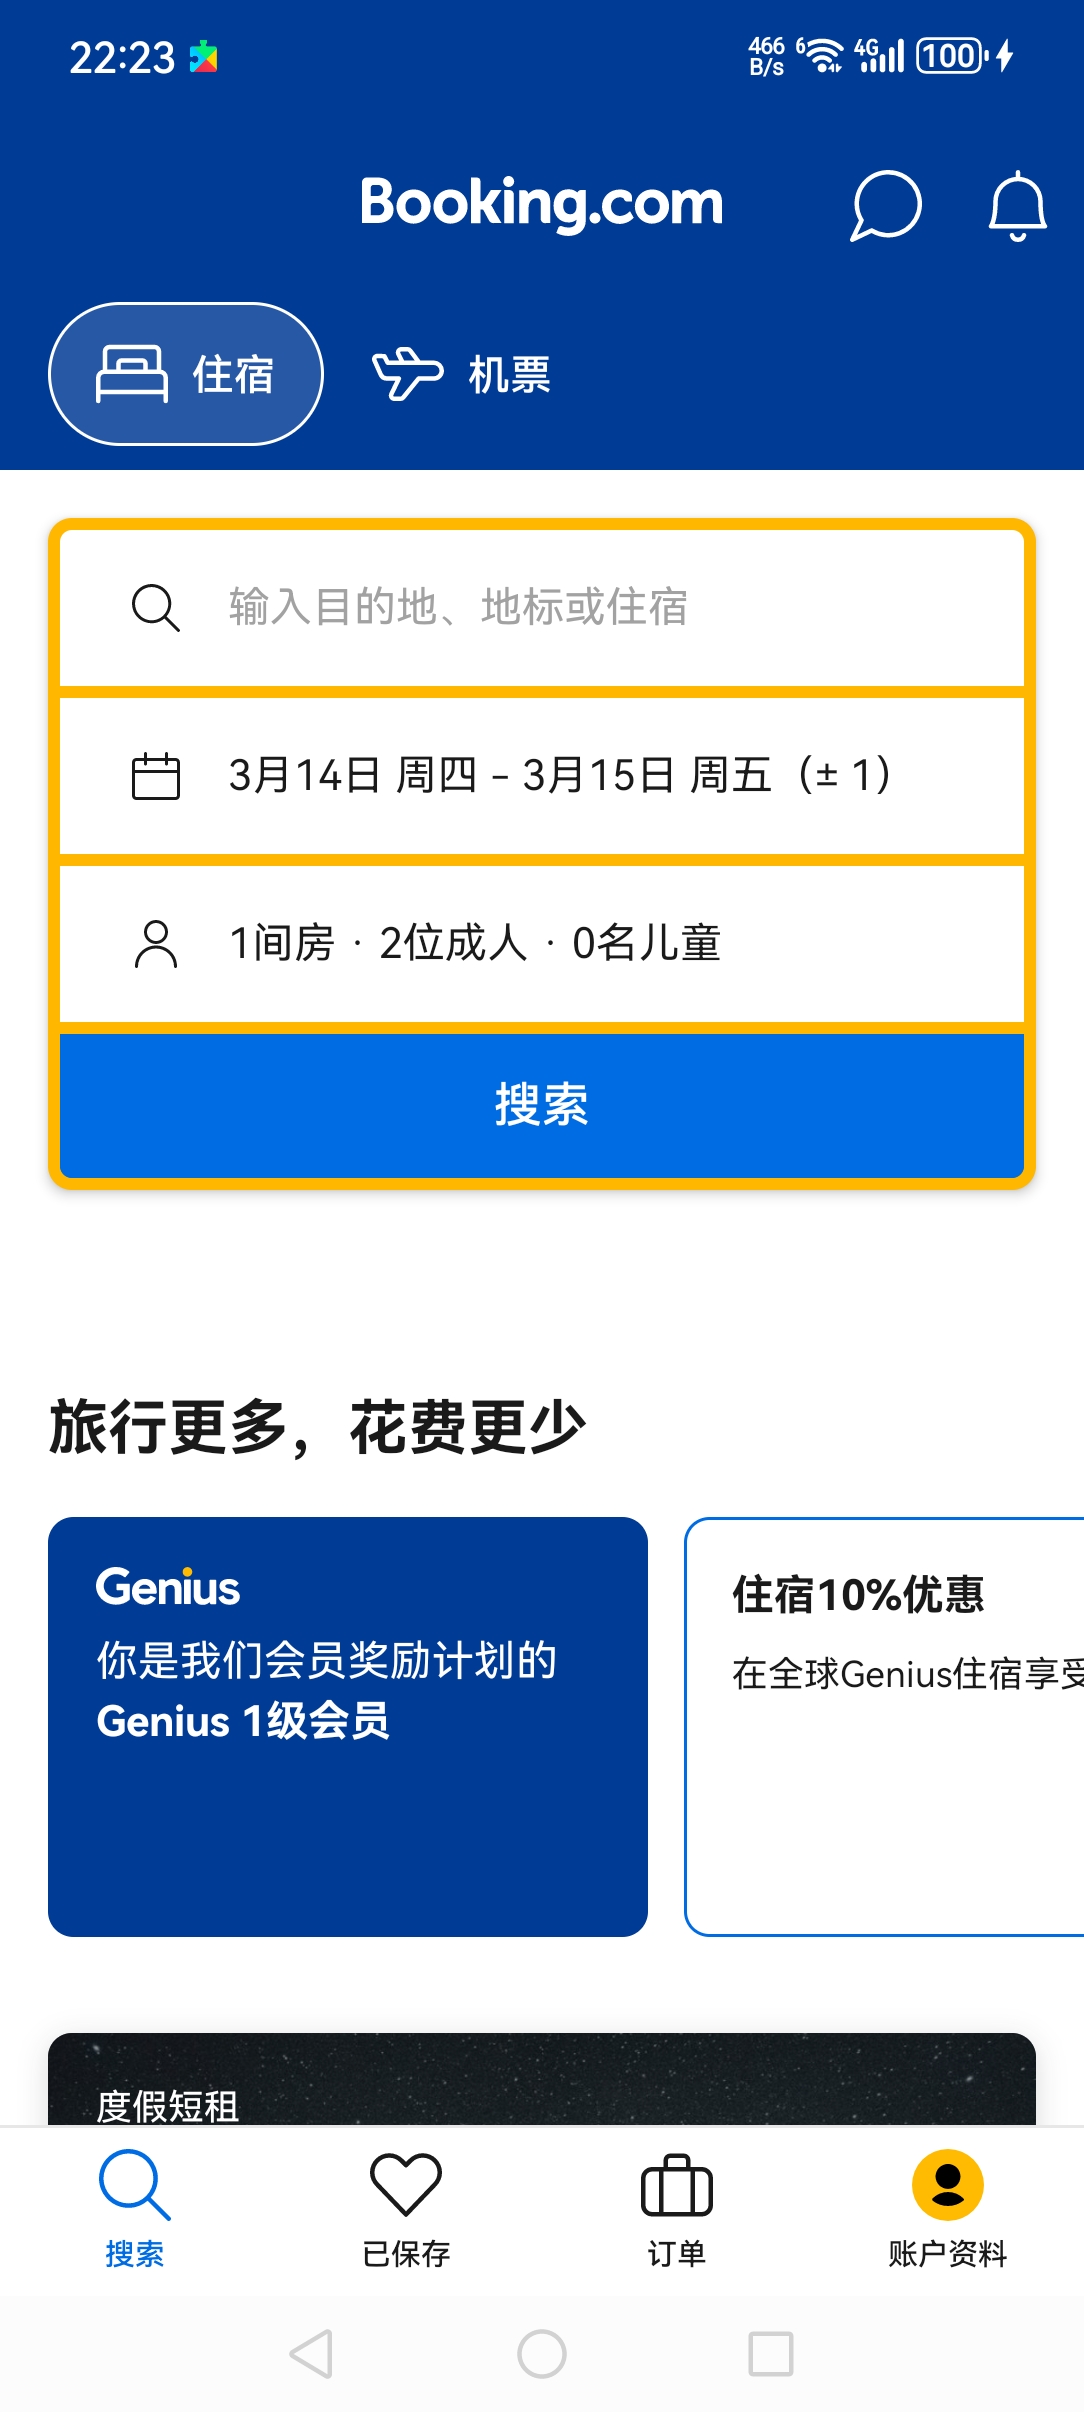 22:23
466 B/s
6
4G
100
Booking.com
住宿
机票
输入目的地、地标或住宿
3月14日 周四 - 3月15日 周五（± 1）
1间房 · 2位成人 · 0名儿童
搜索
旅行更多，花费更少
Genius
你是我们会员奖励计划的
Genius 1级会员
住宿10%优惠
在全球Genius住宿享受
度假短租
搜索
已保存
订单
账户资料